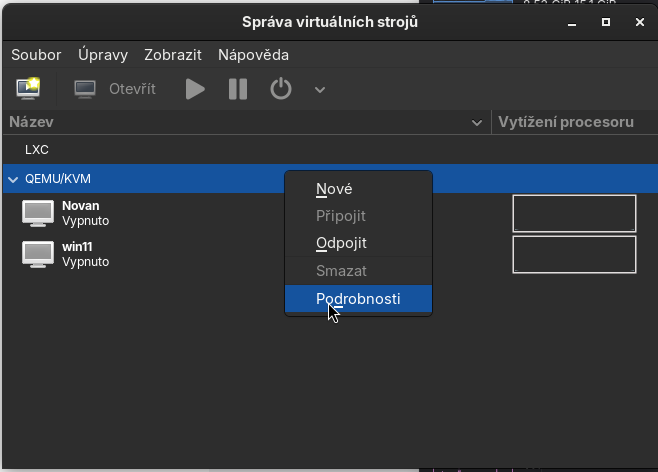 Správa virtuálních strojů
Soubor Úpravy Zobrazit Nápověda
Otevřít
Název Vytížení procesoru
LXC
QEMU/KVM
Novan
Vypnuto
win11
Vypnuto
Nové
Připojit
Odpojit
Smazat
Podrobnosti